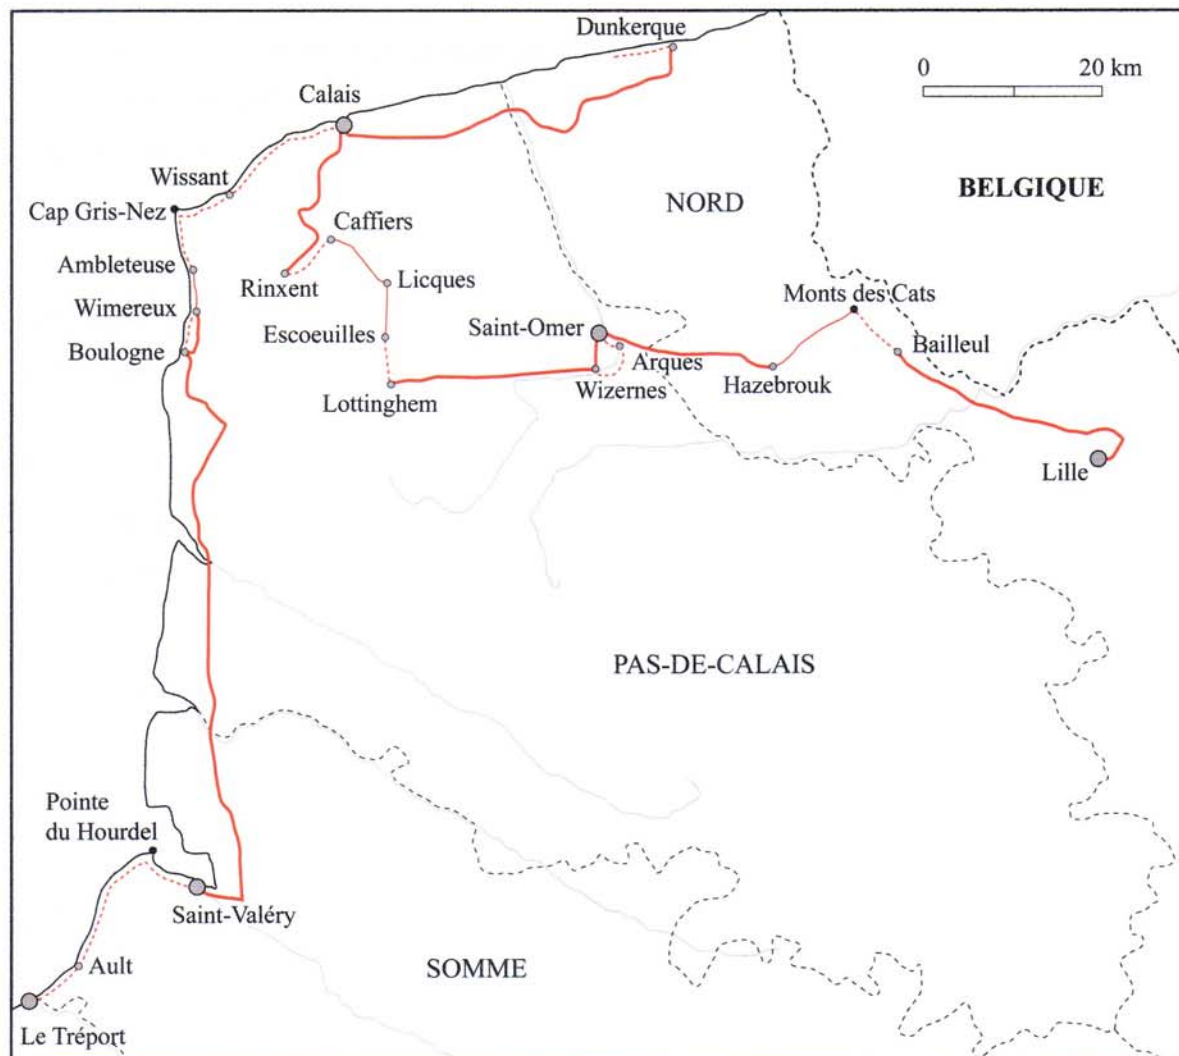 Dunkerque
0 20 km
Calais
Wissant
BELGIQUE
NORD
Cap Gris-Nez
Caffiers
Ambleteuse
Rinxent
Licques
Monts des Cats
Wimereux
Saint-Omer
Escoeuilles
Bailleul
Boulogne
Arques
Hazebrouk
Wizernes
Lottinghem
Lille
PAS-DE-CALAIS
Pointe
du Hourdel
Saint-Valéry
Ault
SOMME
Le Tréport